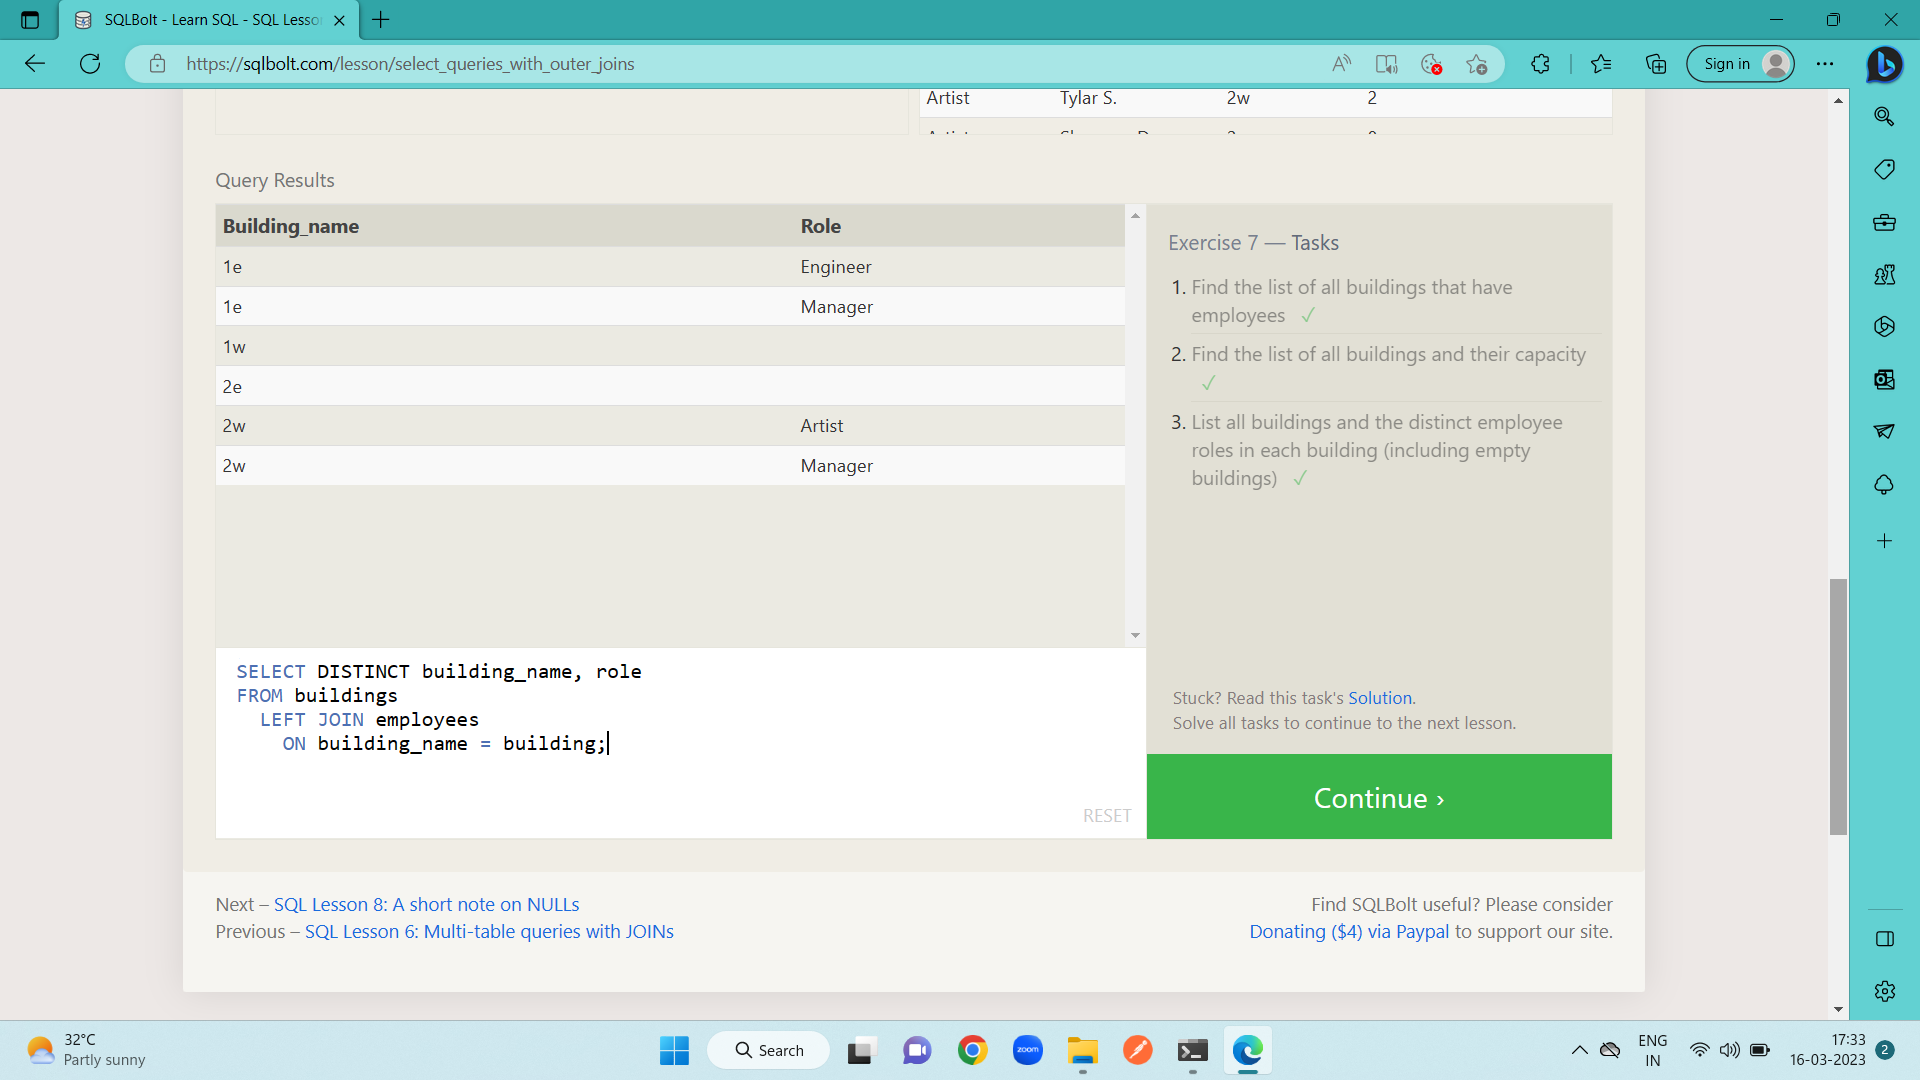 SQLBolt - Learn SQL - SQL Lesso
https://sqlbolt.com/lesson/select_queries_with_outer_joins
Sign in
Artist Tylar S. 2w 2
Query Results
Building_name Role
1e Engineer
1e Manager
1w
2e
2w Artist
2w Manager
Exercise 7 — Tasks
1. Find the list of all buildings that have
employees ✓
2. Find the list of all buildings and their capacity
✓
3. List all buildings and the distinct employee
roles in each building (including empty
buildings) ✓
SELECT DISTINCT building_name, role
FROM buildings
LEFT JOIN employees
ON building_name = building;
RESET
Stuck? Read this task's Solution.
Solve all tasks to continue to the next lesson.
Continue ›
Next – SQL Lesson 8: A short note on NULLs
Previous – SQL Lesson 6: Multi-table queries with JOINs
Find SQLBolt useful? Please consider
Donating ($4) via Paypal to support our site.
32°C
Partly sunny
Search
zoom
ENG
IN
17:33
16-03-2023
2